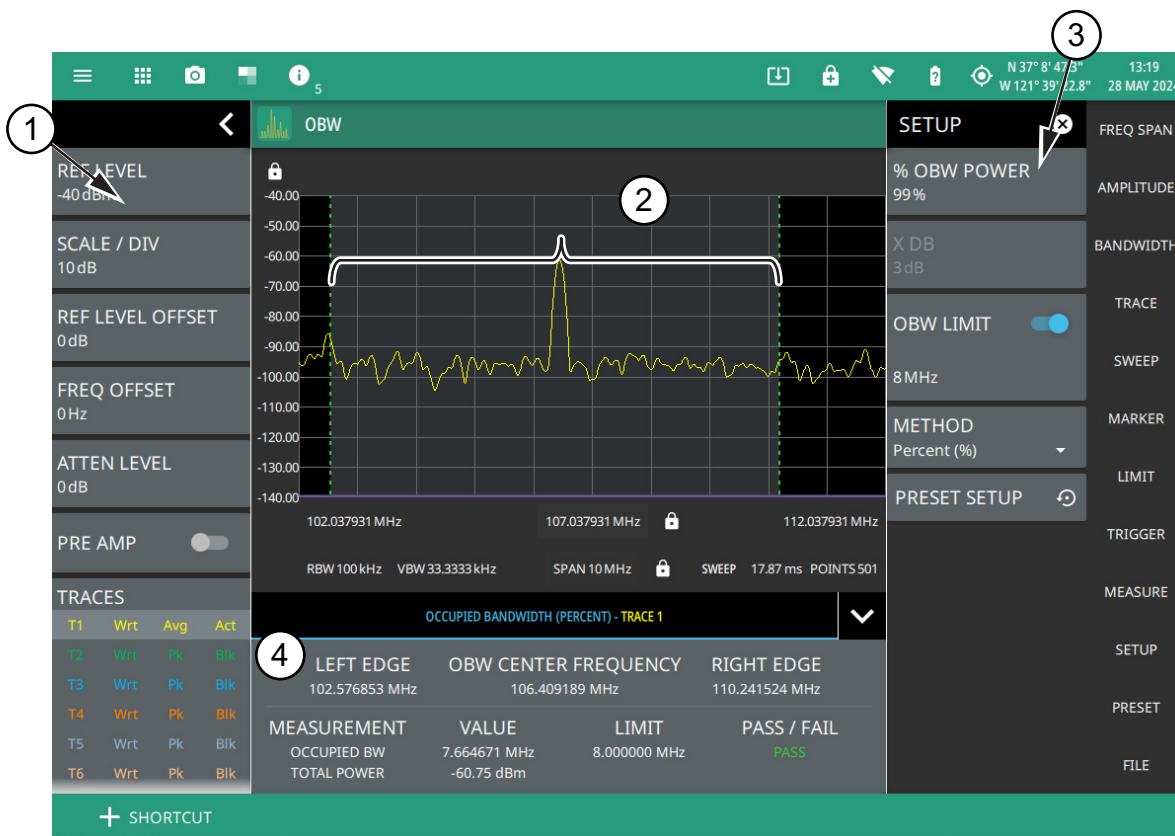 3
5
N 37° 8' 47.3"
W 121° 39' 22.8"
13:19
28 MAY 2024
1
OBW
SETUP
FREQ SPAN
AMPLITUDE
BANDWIDTH
TRACE
SWEEP
MARKER
LIMIT
TRIGGER
MEASURE
SETUP
PRESET
FILE
REF LEVEL
-40 dBm
SCALE / DIV
10 dB
REF LEVEL OFFSET
0 dB
FREQ OFFSET
0 Hz
ATTEN LEVEL
0 dB
PRE AMP
TRACES
T1 Wrt Avg Act
T2 Wrt Pk Blk
T3 Wrt Pk Blk
T4 Wrt Pk Blk
T5 Wrt Pk Blk
T6 Wrt Pk Blk
2
-40.00
-50.00
-60.00
-70.00
-80.00
-90.00
-100.00
-110.00
-120.00
-130.00
-140.00
102.037931 MHz 107.037931 MHz 112.037931 MHz
RBW 100 kHz VBW 33.3333 kHz SPAN 10 MHz SWEEP 17.87 ms POINTS 501
OCCUPIED BANDWIDTH (PERCENT) - TRACE 1
4
LEFT EDGE OBW CENTER FREQUENCY RIGHT EDGE
102.576853 MHz 106.409189 MHz 110.241524 MHz
MEASUREMENT VALUE LIMIT PASS / FAIL
OCCUPIED BW 7.664671 MHz 8.000000 MHz PASS
TOTAL POWER -60.75 dBm
% OBW POWER
99 %
X DB
3 dB
OBW LIMIT
8 MHz
METHOD
Percent (%)
PRESET SETUP
+ SHORTCUT